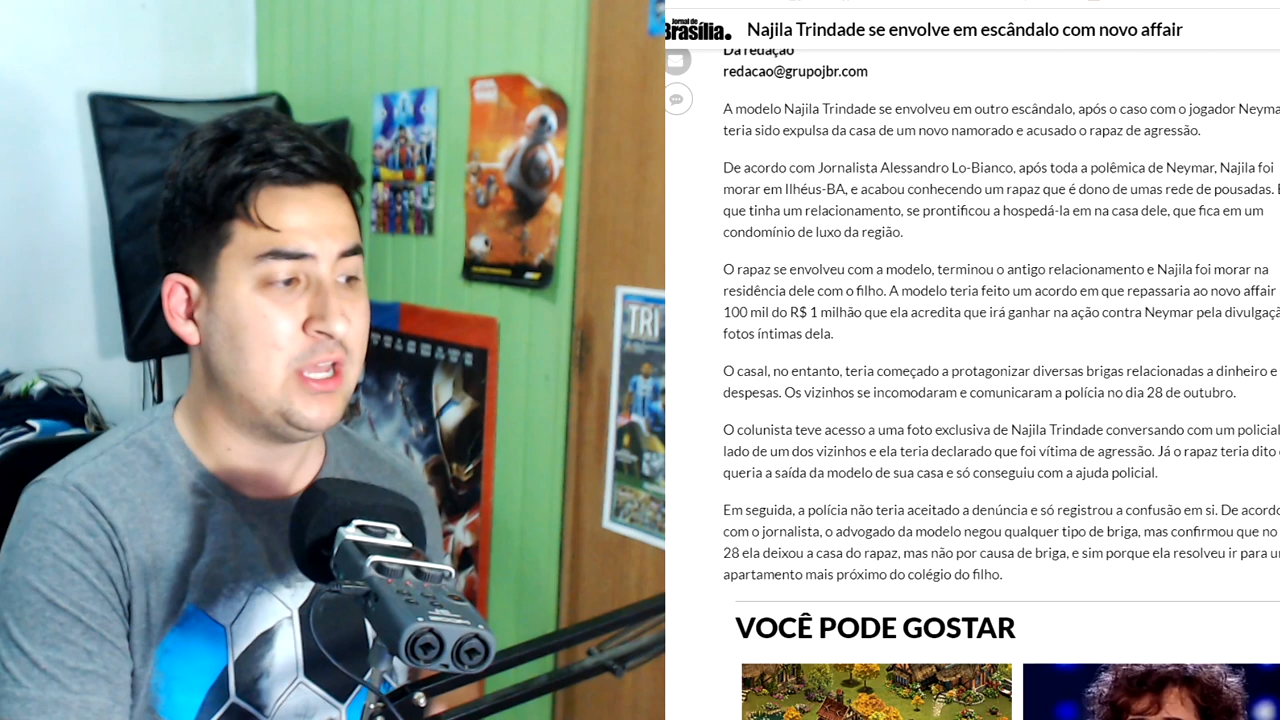 Jornal de
Brasília.
Najila Trindade se envolve em escândalo com novo affair
Da redação
redacao@grupojbr.com
A modelo Najila Trindade se envolveu em outro escândalo, após o caso com o jogador Neyma
teria sido expulsa da casa de um novo namorado e acusado o rapaz de agressão.
De acordo com Jornalista Alessandro Lo-Bianco, após toda a polêmica de Neymar, Najila foi
morar em Ilhéus-BA, e acabou conhecendo um rapaz que é dono de umas rede de pousadas. E
que tinha um relacionamento, se prontificou a hospedá-la em na casa dele, que fica em um
condomínio de luxo da região.
O rapaz se envolveu com a modelo, terminou o antigo relacionamento e Najila foi morar na
residência dele com o filho. A modelo teria feito um acordo em que repassaria ao novo affair
100 mil do R$ 1 milhão que ela acredita que irá ganhar na ação contra Neymar pela divulgaçã
fotos íntimas dela.
O casal, no entanto, teria começado a protagonizar diversas brigas relacionadas a dinheiro e
despesas. Os vizinhos se incomodaram e comunicaram a polícia no dia 28 de outubro.
O colunista teve acesso a uma foto exclusiva de Najila Trindade conversando com um policial
lado de um dos vizinhos e ela teria declarado que foi vítima de agressão. Já o rapaz teria dito
queria a saída da modelo de sua casa e só conseguiu com a ajuda policial.
Em seguida, a polícia não teria aceitado a denúncia e só registrou a confusão em si. De acordo
com o jornalista, o advogado da modelo negou qualquer tipo de briga, mas confirmou que no
28 ela deixou a casa do rapaz, mas não por causa de briga, e sim porque ela resolveu ir para u
apartamento mais próximo do colégio do filho.
VOCÊ PODE GOSTAR
TRI